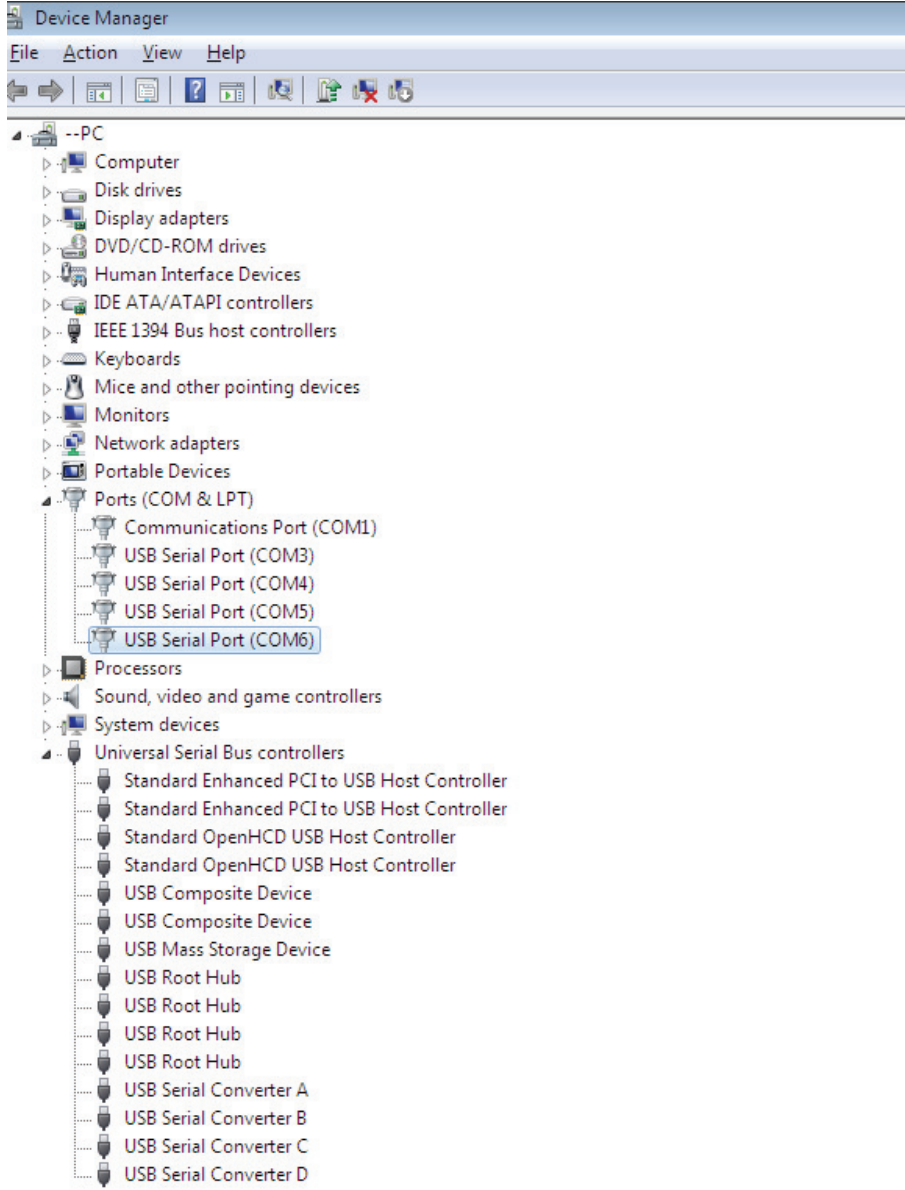 Device Manager
File Action View Help
--PC
Computer
Disk drives
Display adapters
DVD/CD-ROM drives
Human Interface Devices
IDE ATA/ATAPI controllers
IEEE 1394 Bus host controllers
Keyboards
Mice and other pointing devices
Monitors
Network adapters
Portable Devices
Ports (COM & LPT)
Communications Port (COM1)
USB Serial Port (COM3)
USB Serial Port (COM4)
USB Serial Port (COM5)
USB Serial Port (COM6)
Processors
Sound, video and game controllers
System devices
Universal Serial Bus controllers
Standard Enhanced PCI to USB Host Controller
Standard Enhanced PCI to USB Host Controller
Standard OpenHCD USB Host Controller
Standard OpenHCD USB Host Controller
USB Composite Device
USB Composite Device
USB Mass Storage Device
USB Root Hub
USB Root Hub
USB Root Hub
USB Root Hub
USB Serial Converter A
USB Serial Converter B
USB Serial Converter C
USB Serial Converter D